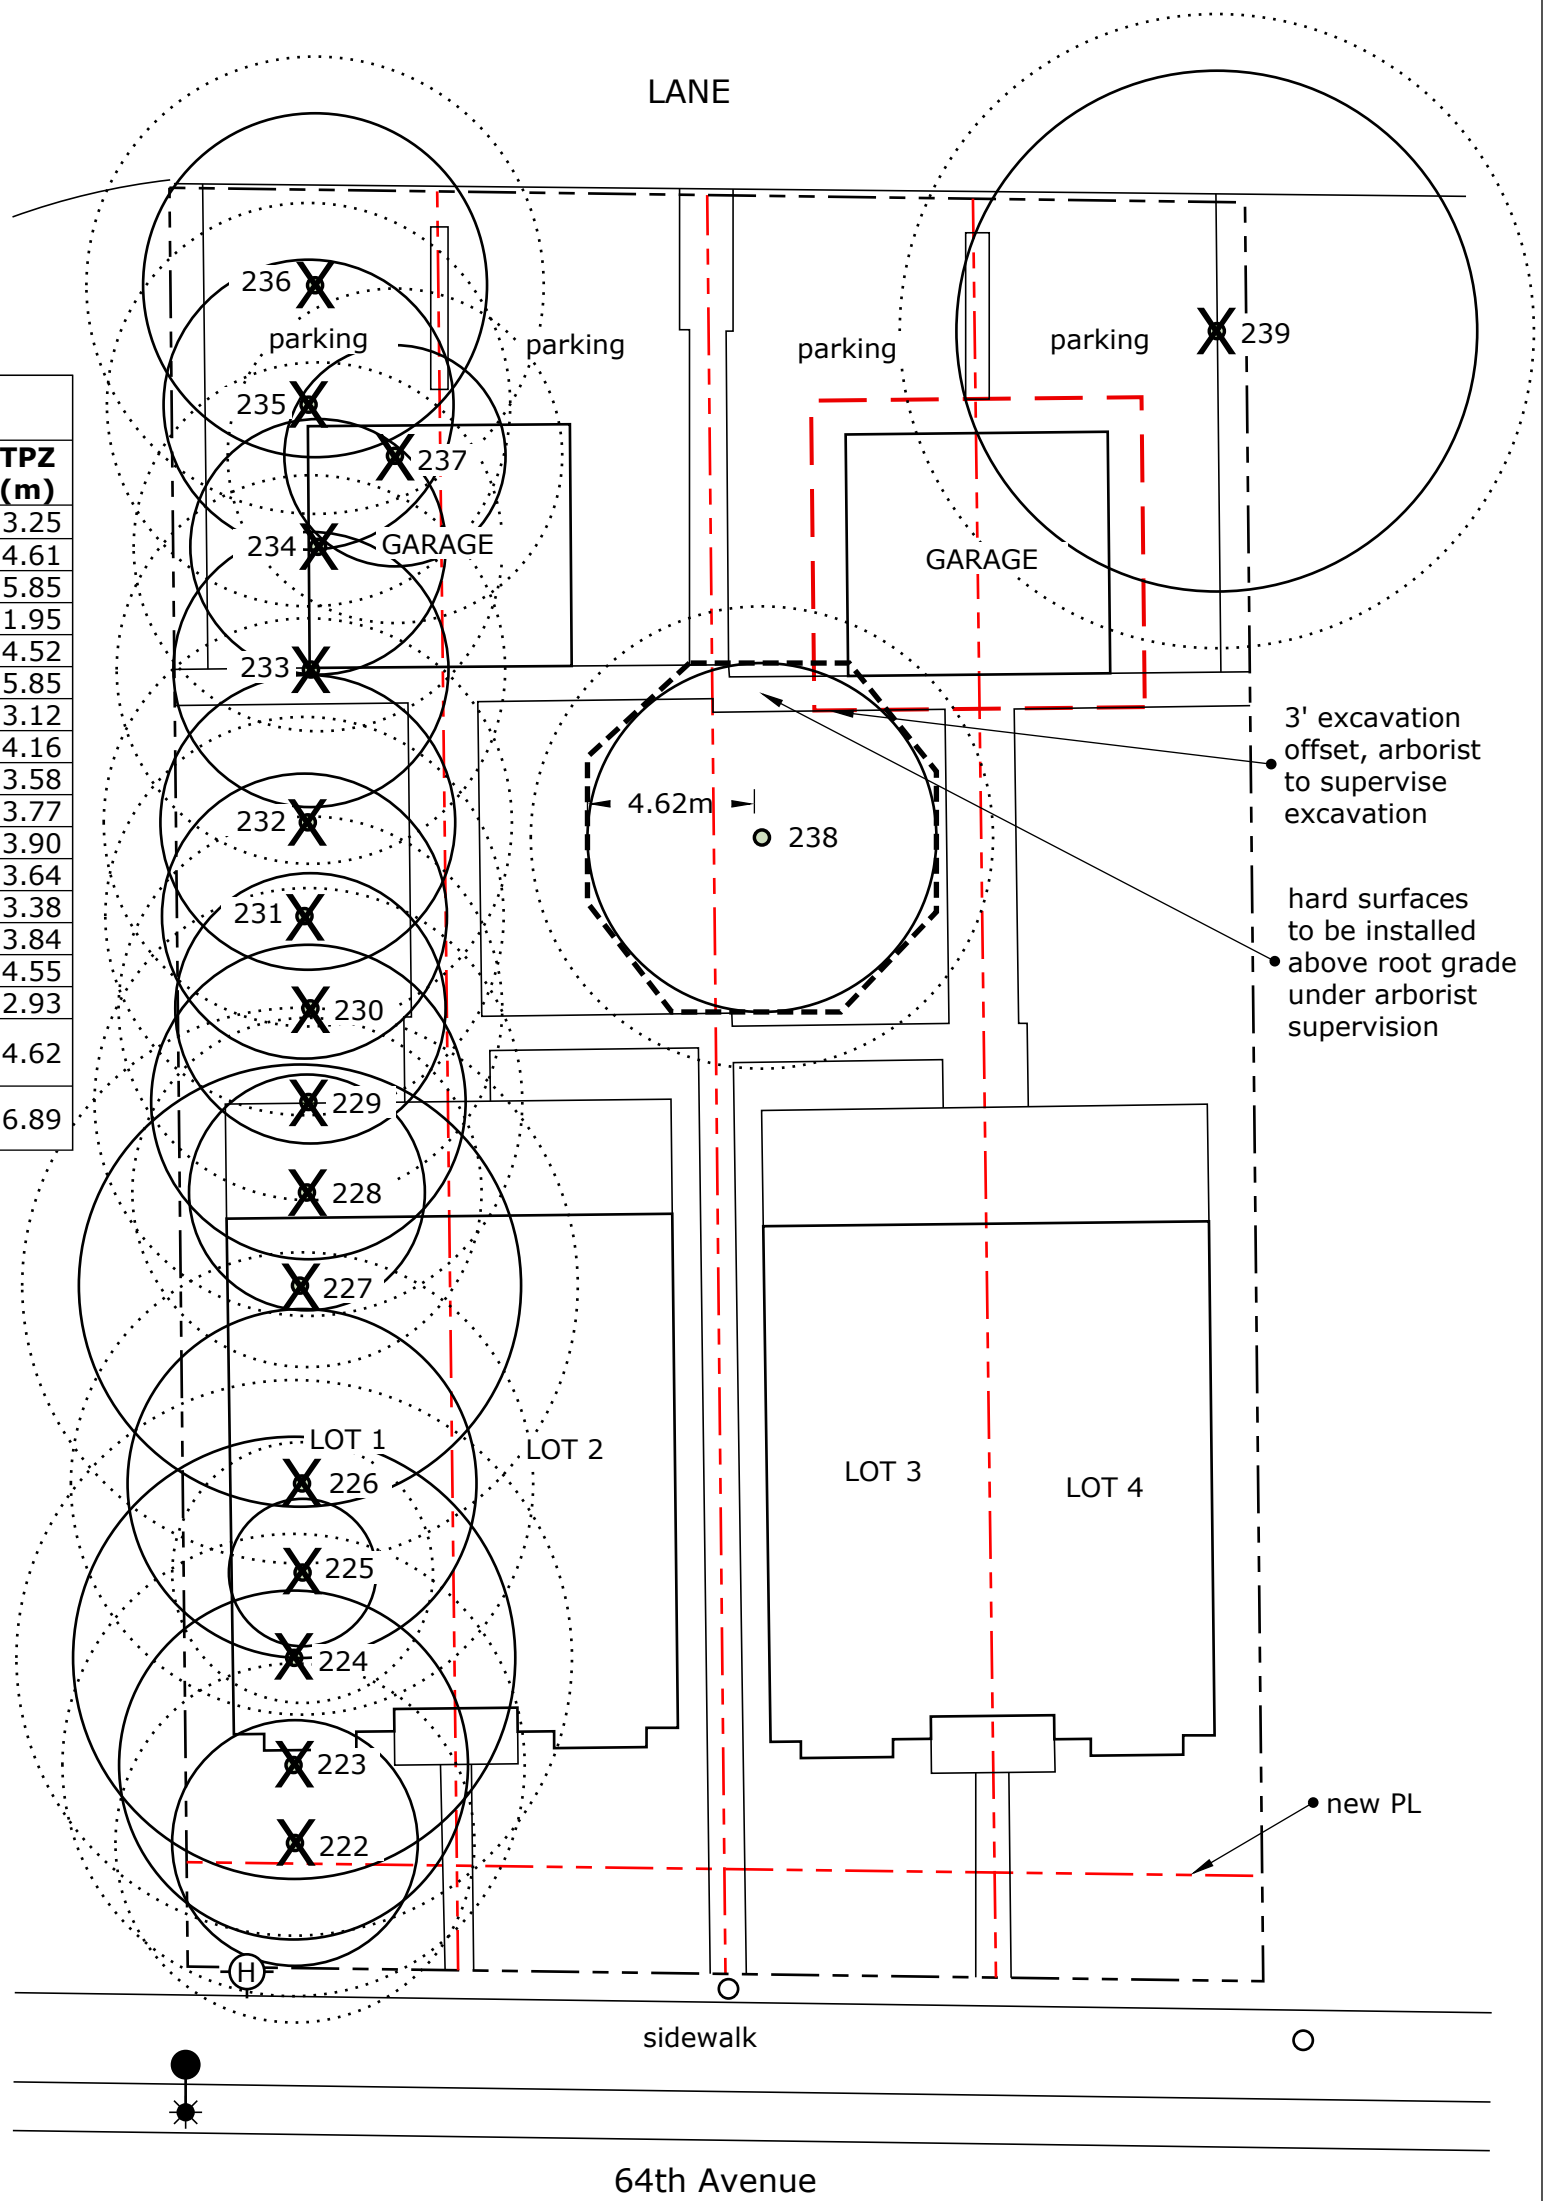 LANE
236
parking
parking
parking
parking
239
235
237
234
GARAGE
GARAGE
233
TPZ
(m)
3.25
4.61
5.85
1.95
4.52
5.85
3.12
4.16
3.58
3.77
3.90
3.64
3.38
3.84
4.55
2.93
4.62
6.89
3' excavation
offset, arborist
to supervise
excavation
232
4.62m
238
231
hard surfaces
to be installed
above root grade
under arborist
supervision
230
229
228
227
LOT 1
LOT 2
LOT 3
LOT 4
226
225
224
223
222
new PL
H
sidewalk
64th Avenue